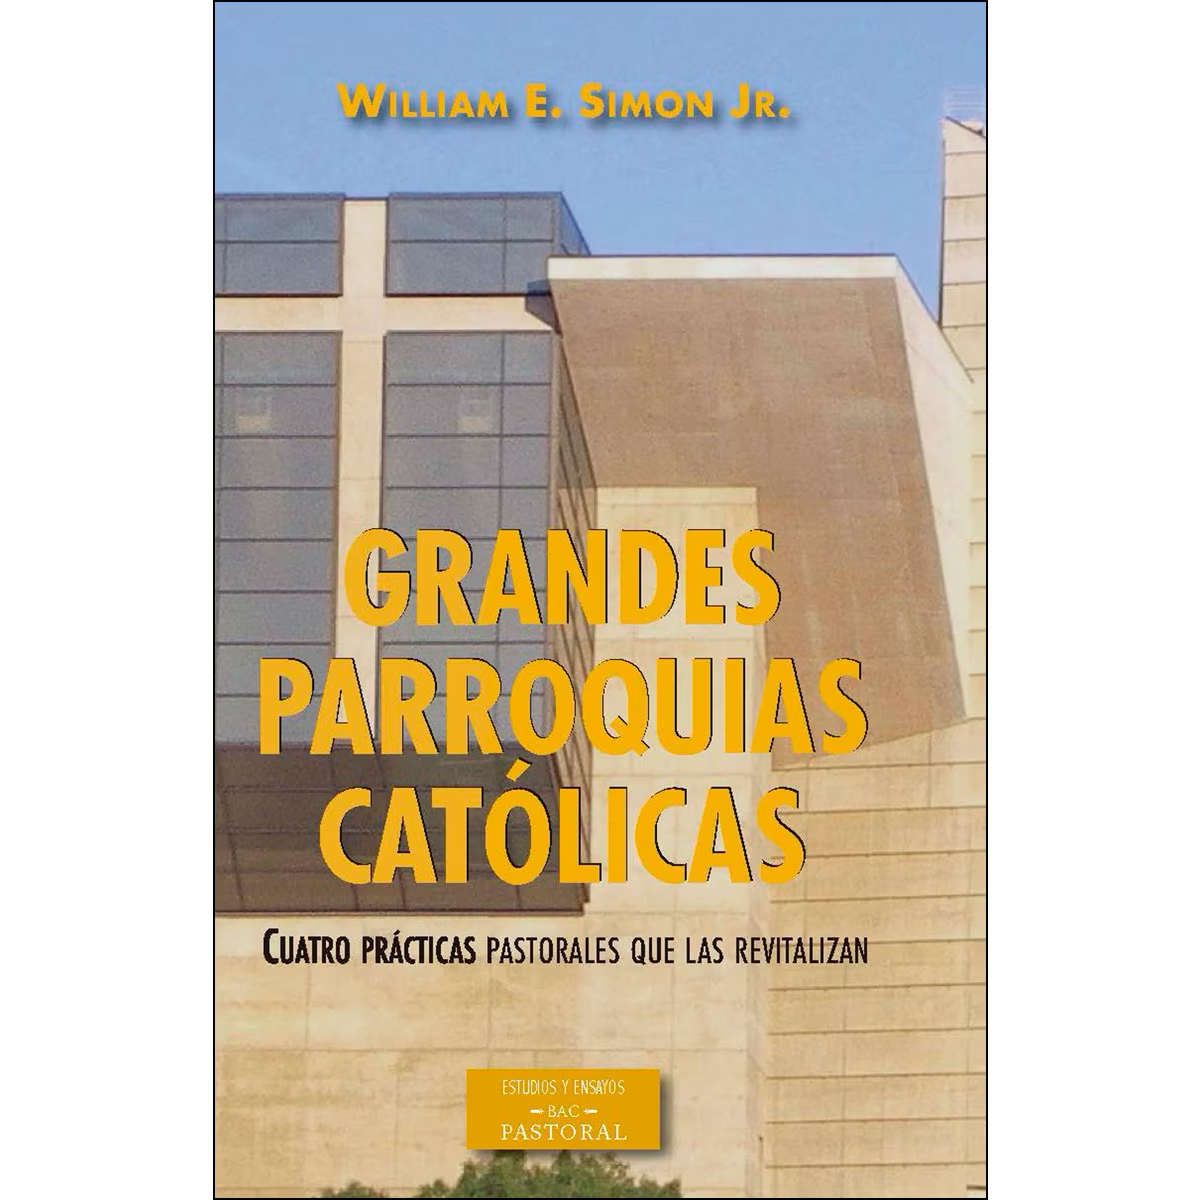 WILLIAM E. SIMON JR.
GRANDES
PARROQUIAS
CATÓLICAS
CUATRO PRÁCTICAS PASTORALES QUE LAS REVITALIZAN
ESTUDIOS Y ENSAYOS
BAC
PASTORAL